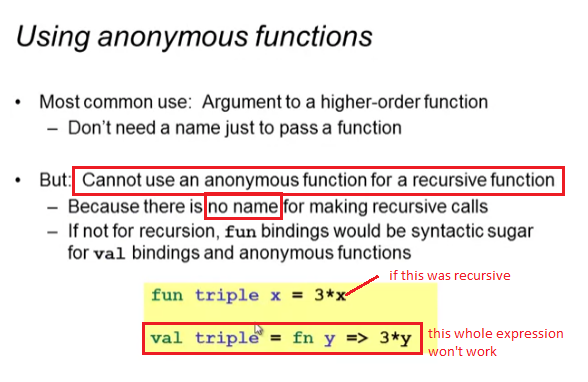 Using anonymous functions
• Most common use: Argument to a higher-order function
– Don't need a name just to pass a function
• But: Cannot use an anonymous function for a recursive function
– Because there is no name for making recursive calls
– If not for recursion, fun bindings would be syntactic sugar
for val bindings and anonymous functions
if this was recursive
fun triple x = 3*x
val triple = fn y => 3*y
this whole expression
won't work